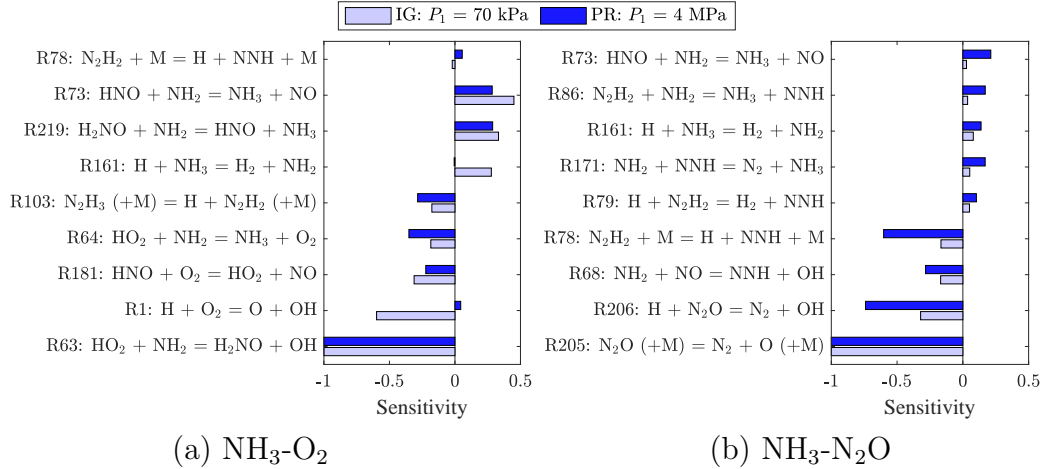 IG: P₁ = 70 kPa PR: P₁ = 4 MPa
R78: N₂H₂ + M = H + NNH + M
R73: HNO + NH₂ = NH₃ + NO
R219: H₂NO + NH₂ = HNO + NH₃
R161: H + NH₃ = H₂ + NH₂
R103: N₂H₃ (+M) = H + N₂H₂ (+M)
R64: HO₂ + NH₂ = NH₃ + O₂
R181: HNO + O₂ = HO₂ + NO
R1: H + O₂ = O + OH
R63: HO₂ + NH₂ = H₂NO + OH
-1 -0.5 0 0.5
Sensitivity
(a) NH₃-O₂
R73: HNO + NH₂ = NH₃ + NO
R86: N₂H₂ + NH₂ = NH₃ + NNH
R161: H + NH₃ = H₂ + NH₂
R171: NH₂ + NNH = N₂ + NH₃
R79: H + N₂H₂ = H₂ + NNH
R78: N₂H₂ + M = H + NNH + M
R68: NH₂ + NO = NNH + OH
R206: H + N₂O = N₂ + OH
R205: N₂O (+M) = N₂ + O (+M)
-1 -0.5 0 0.5
Sensitivity
(b) NH₃-N₂O